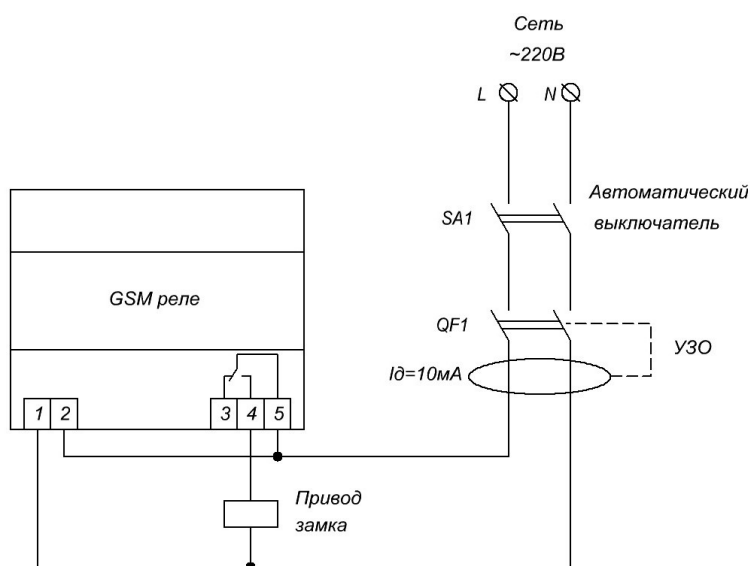 Сеть
~220В
L N
Автоматический
выключатель
SA1
GSM реле
QF1
УЗО
Iд=10мА
1 2 3 4 5
Привод
замка